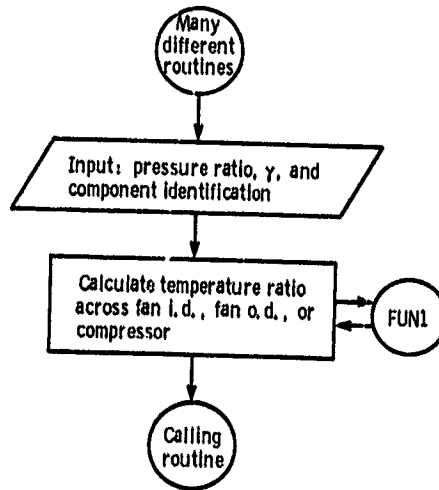 Many
different
routines
Input: pressure ratio, γ, and
component identification
Calculate temperature ratio
across fan i.d., fan o.d., or
compressor
FUN1
Calling
routine